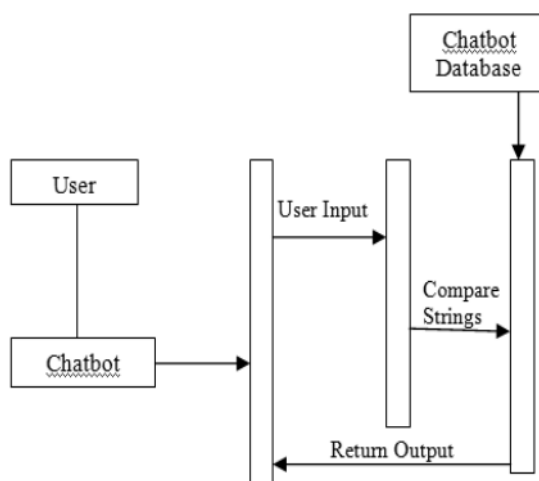 Chatbot
Database
User
User Input
Compare
Strings
Chatbot
Return Output